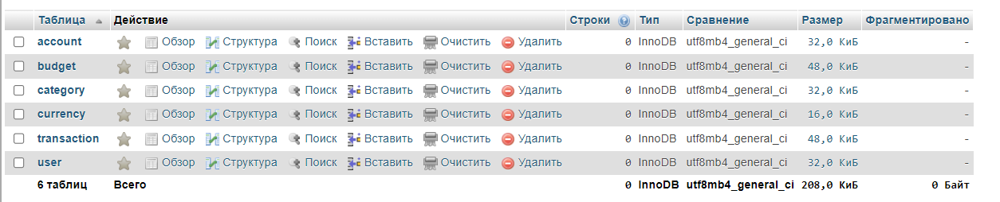 Таблица Действие Строки Тип Сравнение Размер Фрагментировано
account Обзор Структура Поиск Вставить Очистить Удалить 0 InnoDB utf8mb4_general_ci 32,0 КиБ -
budget Обзор Структура Поиск Вставить Очистить Удалить 0 InnoDB utf8mb4_general_ci 48,0 КиБ -
category Обзор Структура Поиск Вставить Очистить Удалить 0 InnoDB utf8mb4_general_ci 32,0 КиБ -
currency Обзор Структура Поиск Вставить Очистить Удалить 0 InnoDB utf8mb4_general_ci 16,0 КиБ -
transaction Обзор Структура Поиск Вставить Очистить Удалить 0 InnoDB utf8mb4_general_ci 48,0 КиБ -
user Обзор Структура Поиск Вставить Очистить Удалить 0 InnoDB utf8mb4_general_ci 32,0 КиБ -
6 таблиц Всего 0 InnoDB utf8mb4_general_ci 208,0 КиБ 0 Байт